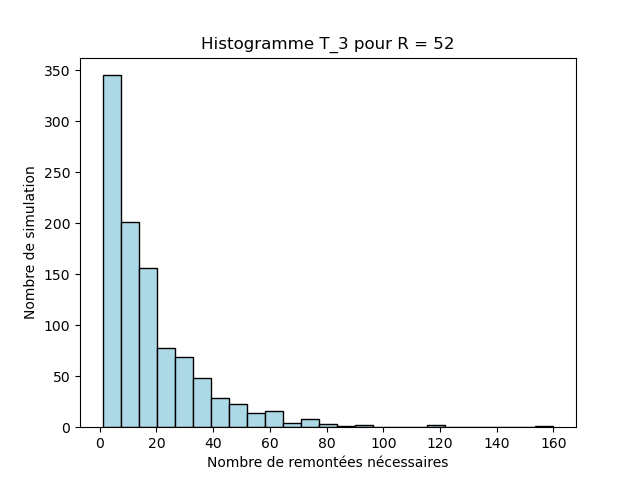 Histogramme T_3 pour R = 52
350
300
250
200
150
100
50
0
Nombre de simulation
0 20 40 60 80 100 120 140 160
Nombre de remontées nécessaires